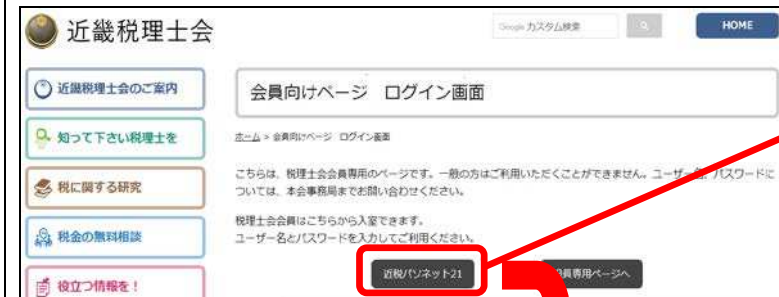 近畿税理士会
Google カスタム検索
HOME
近畿税理士会のご案内
知って下さい税理士を
税に関する研究
税金の無料相談
役立つ情報を!
会員向けページ ログイン画面
ホーム > 会員向けページ ログイン画面
こちらは、税理士会会員専用のページです。一般の方はご利用いただくことができません。ユーザー名、パスワードに
ついては、本会事務局までお問い合わせください。
税理士会会員はこちらから入室できます。
ユーザー名とパスワードを入力してご利用ください。
近税パソネット21
員専用ページへ